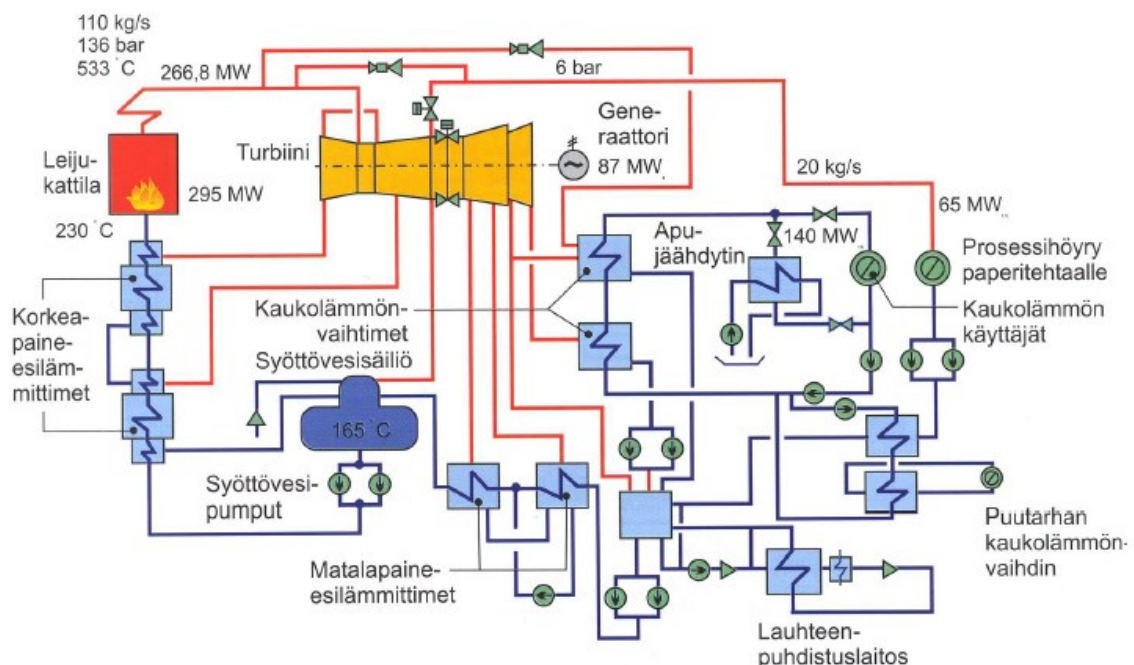 110 kg/s
136 bar
533 °C
266,8 MW
6 bar
Leiju-
kattila
295 MW
230 °C
Turbiini
Gene-
raattori
87 MW
20 kg/s
65 MW
Apu-
jäähdytin
140 MW
Prosessihöyry
paperitehtaalle
Kaukolämmön
käyttäjät
Korkea-
paine-
esiläm-
mittimet
Kaukolämmön-
vaihtimet
Syöttövesisäiliö
165 °C
Syöttövesi-
pumput
Matalapaine-
esilämmittimet
Puutarhan
kaukolämmön-
vaihdin
Lauhteen-
puhdistuslaitos